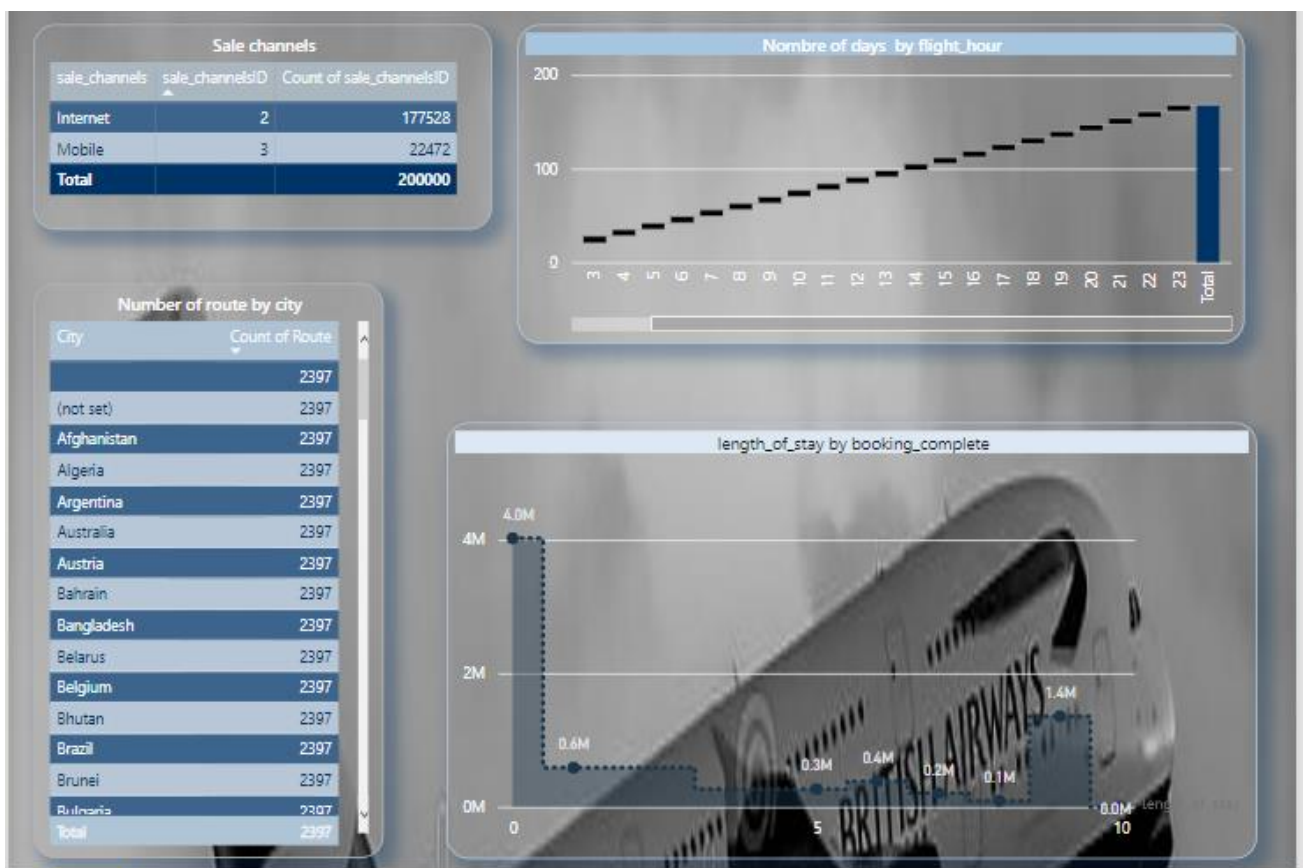 Sale channels
sale_channels sale_channelsID Count of sale_channelsID
Internet 2 177528
Mobile 3 22472
Total 200000
Nombre of days by flight_hour
200
100
0
3 4 5 6 7 8 9 10 11 12 13 14 15 16 17 18 19 20 21 22 23 Total
Number of route by city
City Count of Route
2397
(not set) 2397
Afghanistan 2397
Algeria 2397
Argentina 2397
Australia 2397
Austria 2397
Bahrain 2397
Bangladesh 2397
Belarus 2397
Belgium 2397
Bhutan 2397
Brazil 2397
Brunei 2397
Bulgaria 2397
Total 2397
length_of_stay by booking_complete
4M
2M
0M
4.0M
0.6M
0.3M
0.4M
0.2M
0.1M
1.4M
0.0M
length_of_stay
0 5 10
BRITISH AIRWAYS